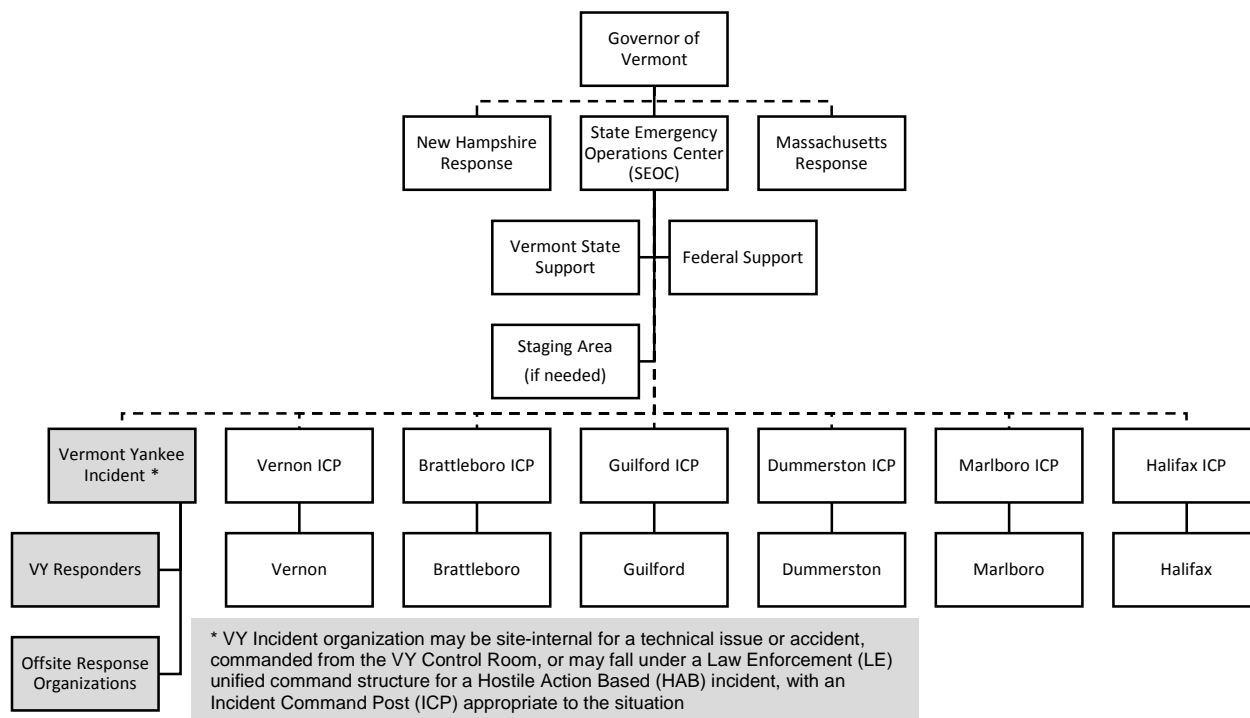 Governor of
Vermont
New Hampshire
Response
State Emergency
Operations Center
(SEOC)
Massachusetts
Response
Vermont State
Support
Federal Support
Staging Area
(if needed)
Vermont Yankee
Incident *
Vernon ICP
Brattleboro ICP
Guilford ICP
Dummerston ICP
Marlboro ICP
Halifax ICP
VY Responders
Vernon
Brattleboro
Guilford
Dummerston
Marlboro
Halifax
Offsite Response
Organizations
* VY Incident organization may be site-internal for a technical issue or accident,
commanded from the VY Control Room, or may fall under a Law Enforcement (LE)
unified command structure for a Hostile Action Based (HAB) incident, with an
Incident Command Post (ICP) appropriate to the situation